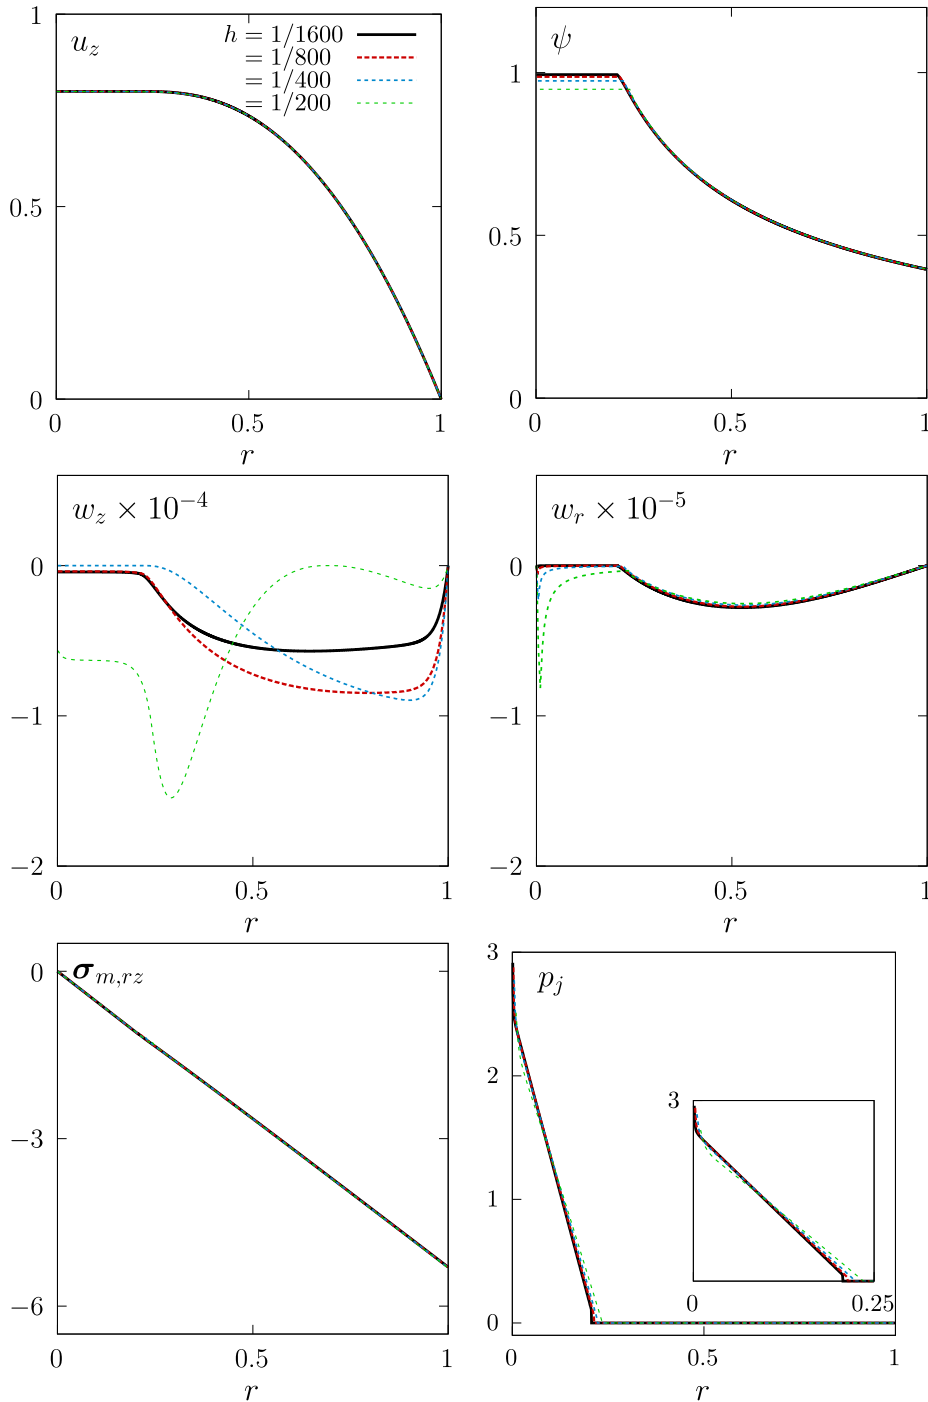 1
u_z
h = 1/1600
= 1/800
= 1/400
= 1/200
0.5
0
0 0.5 1
r
ψ
1
0.5
0
0 0.5 1
r
w_z × 10^{−4}
0
−1
−2
0 0.5 1
r
w_r × 10^{−5}
0
−1
−2
0 0.5 1
r
σ_{m,rz}
0
−3
−6
0 0.5 1
r
3
p_j
2
1
0
3
0 0.25
0 0.5 1
r